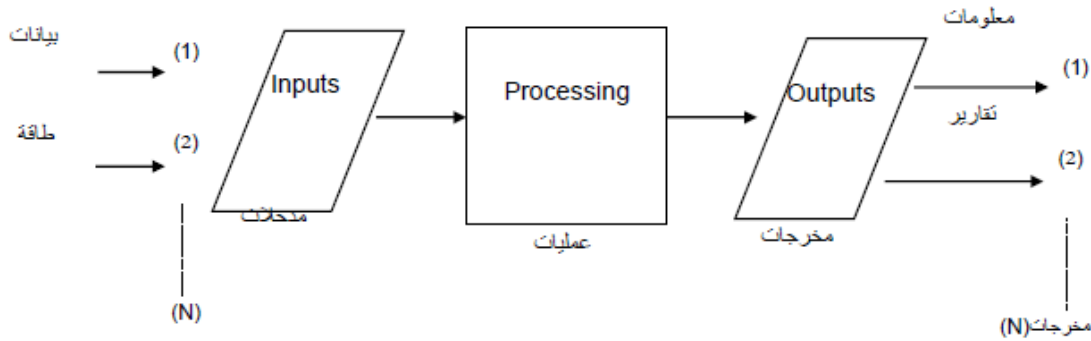 معلومات
بيانات
(1)
Inputs
Processing
Outputs
(1)
تقارير
طاقة
(2)
(2)
مدخلات
عمليات
مخرجات
(N)
مخرجات(N)